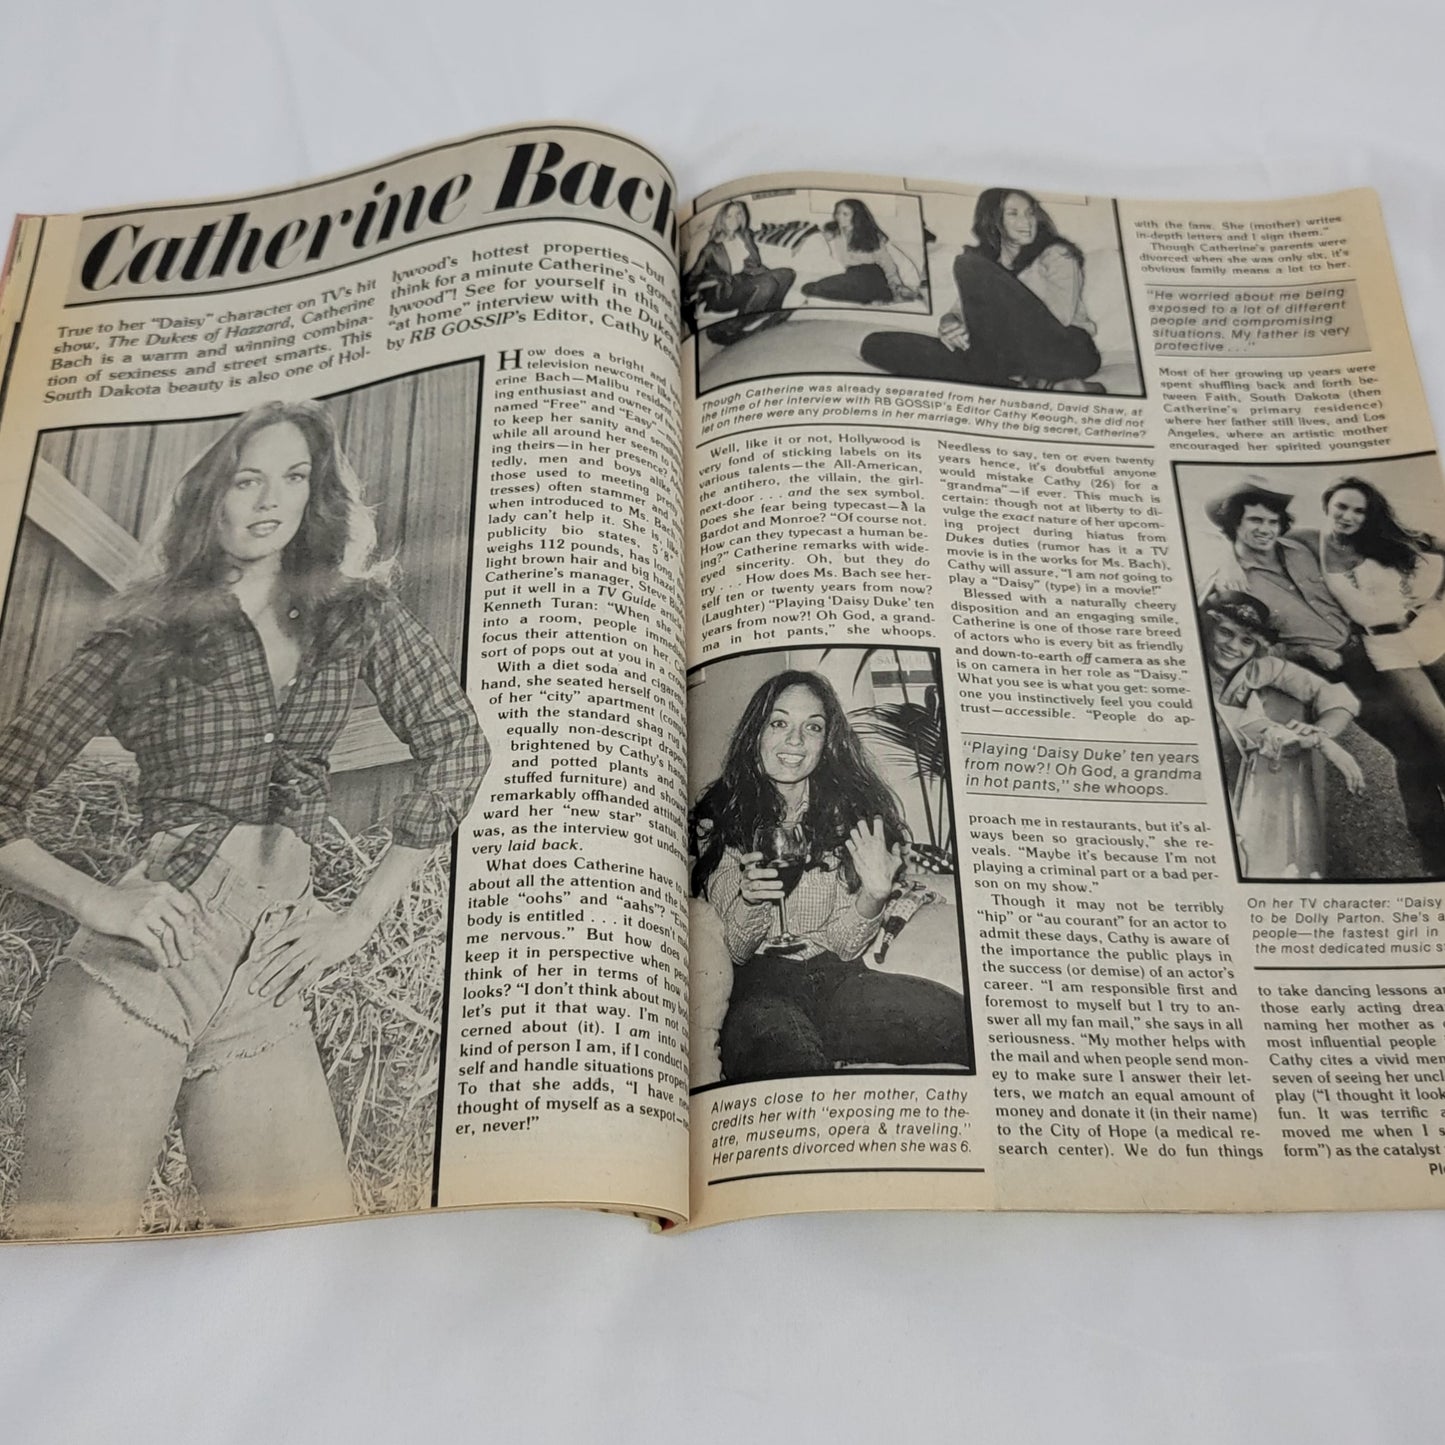 Catherine Bach
True to her "Daisy" character on TV's hit
show, The Dukes of Hazzard, Catherine
Bach is a warm and winning combina-
tion of sexiness and street smarts. This
South Dakota beauty is also one of Hol-
lywood's hottest properties—but
think for a minute Catherine's "gone
lywood"! See for yourself in this
"at home" interview with the Dukes
by RB GOSSIP's Editor, Cathy Keough
How does a bright and
television newcomer like
erine Bach—Malibu resident,
ing enthusiast and owner of
named "Free" and "Easy"
to keep her sanity and
while all around her seem to be
ing theirs—in her presence?
tedly, men and boys alike
those used to meeting pretty
tresses) often stammer and
when introduced to Ms. Bach.
lady can't help it. She is, like
publicity bio states, 5'8"
weighs 112 pounds, has long,
light brown hair and big hazel
Catherine's manager, Steve
put it well in a TV Guide article
Kenneth Turan: "When she
into a room, people
focus their attention on her.
sort of pops out at you in a crowd
With a diet soda and cigarette
hand, she seated herself on the
of her "city" apartment
with the standard shag rug
equally non-descript
brightened by Cathy's
and potted plants and
stuffed furniture) and showed
remarkably offhanded attitude
ward her "new star" status.
was, as the interview got underway
very laid back.
What does Catherine have to
about all the attention and the
itable "oohs" and "aahs"?
body is entitled . . . it doesn't
me nervous." But how does
keep it in perspective when
think of her in terms of how
looks? "I don't think about my body
let's put it that way. I'm not
cerned about (it). I am into
kind of person I am, if I conduct
self and handle situations properly
To that she adds, "I have
thought of myself as a sexpot—
er, never!"
Though Catherine was already separated from her husband, David Shaw, at
the time of her interview with RB GOSSIP's Editor Cathy Keough, she did not
let on there were any problems in her marriage. Why the big secret, Catherine?
Well, like it or not, Hollywood is
very fond of sticking labels on its
various talents—the All-American,
the antihero, the villain, the girl-
next-door . . . and the sex symbol.
Does she fear being typecast—à la
Bardot and Monroe? "Of course not.
How can they typecast a human be-
ing?" Catherine remarks with wide-
eyed sincerity. Oh, but they do
try . . . How does Ms. Bach see her-
self ten or twenty years from now?
(Laughter) "Playing 'Daisy Duke' ten
years from now?! Oh God, a grand-
ma in hot pants," she whoops.
Always close to her mother, Cathy
credits her with "exposing me to the-
atre, museums, opera & traveling."
Her parents divorced when she was 6.
Needless to say, ten or even twenty
years hence, it's doubtful anyone
would mistake Cathy (26) for a
"grandma"—if ever. This much is
certain: though not at liberty to di-
vulge the exact nature of her upcom-
ing project during hiatus from
Dukes duties (rumor has it a TV
movie is in the works for Ms. Bach),
Cathy will assure, "I am not going to
play a "Daisy" (type) in a movie!"
Blessed with a naturally cheery
disposition and an engaging smile,
Catherine is one of those rare breed
of actors who is every bit as friendly
and down-to-earth off camera as she
is on camera in her role as "Daisy."
What you see is what you get: some-
one you instinctively feel you could
trust—accessible. "People do ap-
"Playing 'Daisy Duke' ten years
from now?! Oh God, a grandma
in hot pants," she whoops.
proach me in restaurants, but it's al-
ways been so graciously," she re-
veals. "Maybe it's because I'm not
playing a criminal part or a bad per-
son on my show."
Though it may not be terribly
"hip" or "au courant" for an actor to
admit these days, Cathy is aware of
the importance the public plays in
the success (or demise) of an actor's
career. "I am responsible first and
foremost to myself but I try to an-
swer all my fan mail," she says in all
seriousness. "My mother helps with
the mail and when people send mon-
ey to make sure I answer their let-
ters, we match an equal amount of
money and donate it (in their name)
to the City of Hope (a medical re-
search center). We do fun things
with the fans. She (mother) writes
in-depth letters and I sign them."
Though Catherine's parents were
divorced when she was only six, it's
obvious family means a lot to her.
"He worried about me being
exposed to a lot of different
people and compromising
situations. My father is very
protective . . ."
Most of her growing up years were
spent shuffling back and forth be-
tween Faith, South Dakota (then
Catherine's primary residence)
where her father still lives, and Los
Angeles, where an artistic mother
encouraged her spirited youngster
On her TV character: "Daisy
to be Dolly Parton. She's a
people—the fastest girl in
the most dedicated music
to take dancing lessons
those early acting
naming her mother as
most influential people
Cathy cites a vivid
seven of seeing her
play ("I thought it
fun. It was terrific
moved me when I
form") as the catalyst